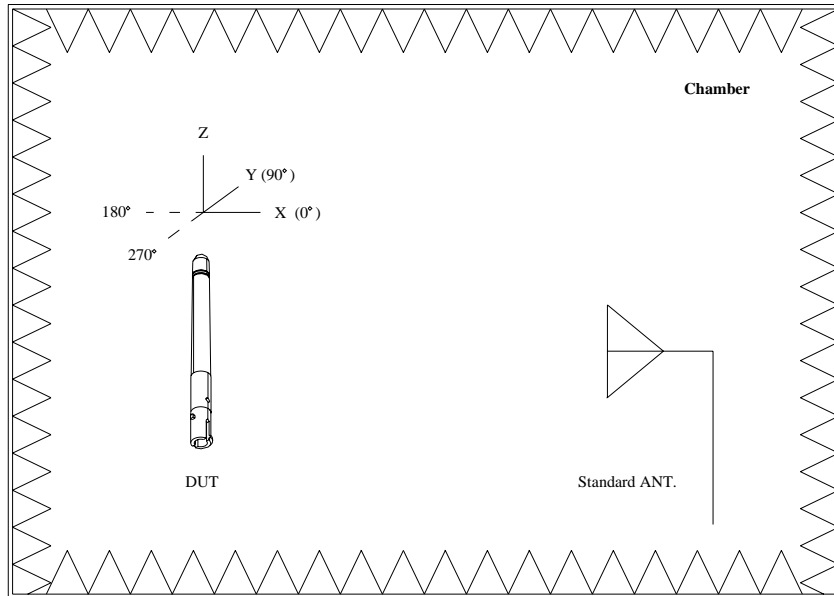 Chamber
Z
Y (90°)
180°
X (0°)
270°
DUT
Standard ANT.